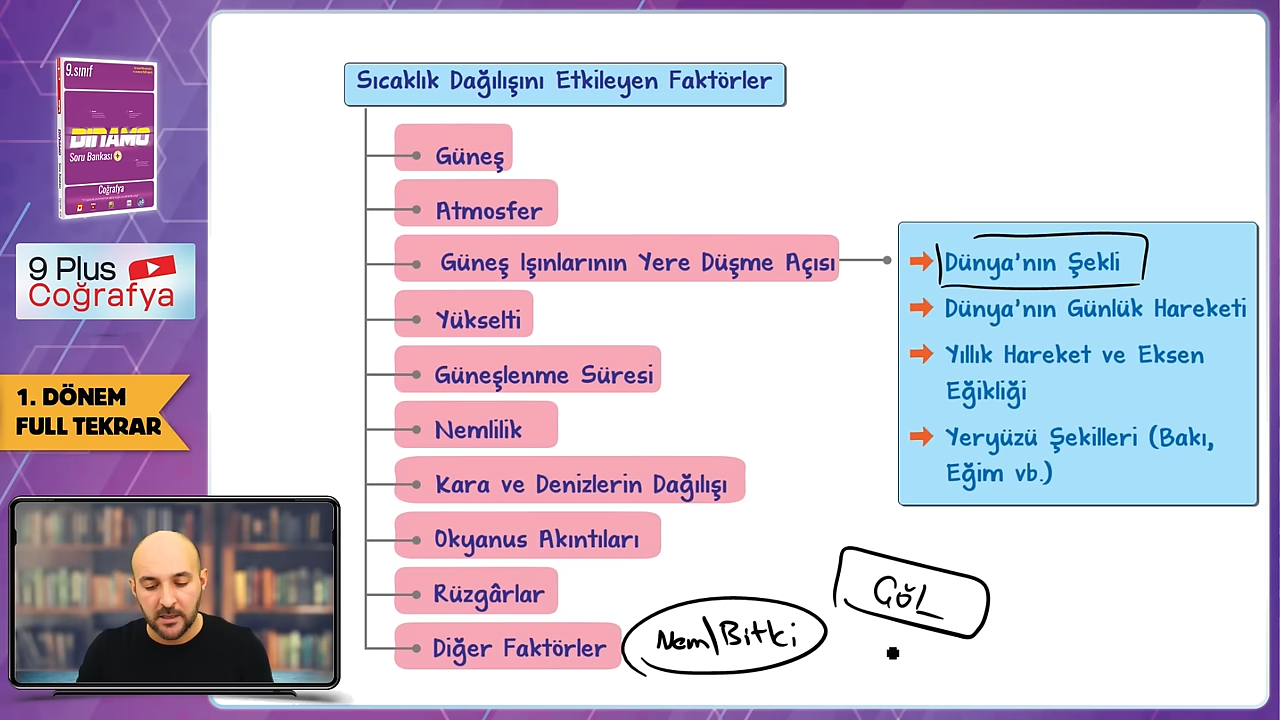 Sıcaklık Dağılışını Etkileyen Faktörler
Güneş
Atmosfer
Güneş Işınlarının Yere Düşme Açısı
Yükselti
Güneşlenme Süresi
Nemlilik
Kara ve Denizlerin Dağılışı
Okyanus Akıntıları
Rüzgârlar
Diğer Faktörler
Nem/Bitki
GöL
Dünya'nın Şekli
Dünya'nın Günlük Hareketi
Yıllık Hareket ve Eksen
Eğikliği
Yeryüzü Şekilleri (Bakı,
Eğim vb.)
9.sınıf
DİNAMO
Soru Bankası
Coğrafya
9 Plus
Coğrafya
1. DÖNEM
FULL TEKRAR